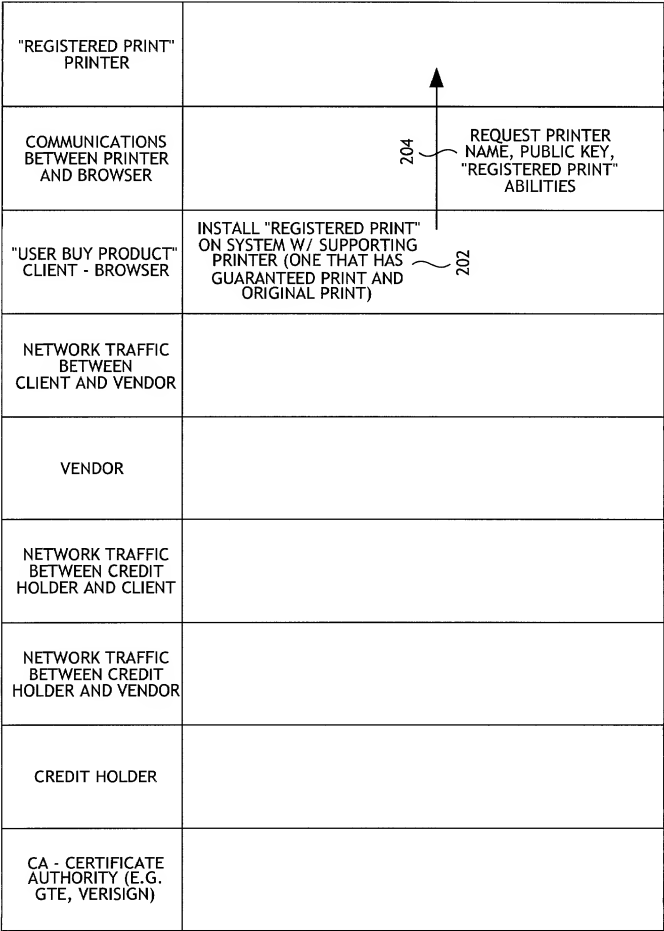 "REGISTERED PRINT"
PRINTER
COMMUNICATIONS
BETWEEN PRINTER
AND BROWSER
204
REQUEST PRINTER
NAME, PUBLIC KEY,
"REGISTERED PRINT"
ABILITIES
"USER BUY PRODUCT"
CLIENT - BROWSER
INSTALL "REGISTERED PRINT"
ON SYSTEM W/ SUPPORTING
PRINTER (ONE THAT HAS
GUARANTEED PRINT AND
ORIGINAL PRINT)
202
NETWORK TRAFFIC
BETWEEN
CLIENT AND VENDOR
VENDOR
NETWORK TRAFFIC
BETWEEN CREDIT
HOLDER AND CLIENT
NETWORK TRAFFIC
BETWEEN CREDIT
HOLDER AND VENDOR
CREDIT HOLDER
CA - CERTIFICATE
AUTHORITY (E.G.
GTE, VERISIGN)